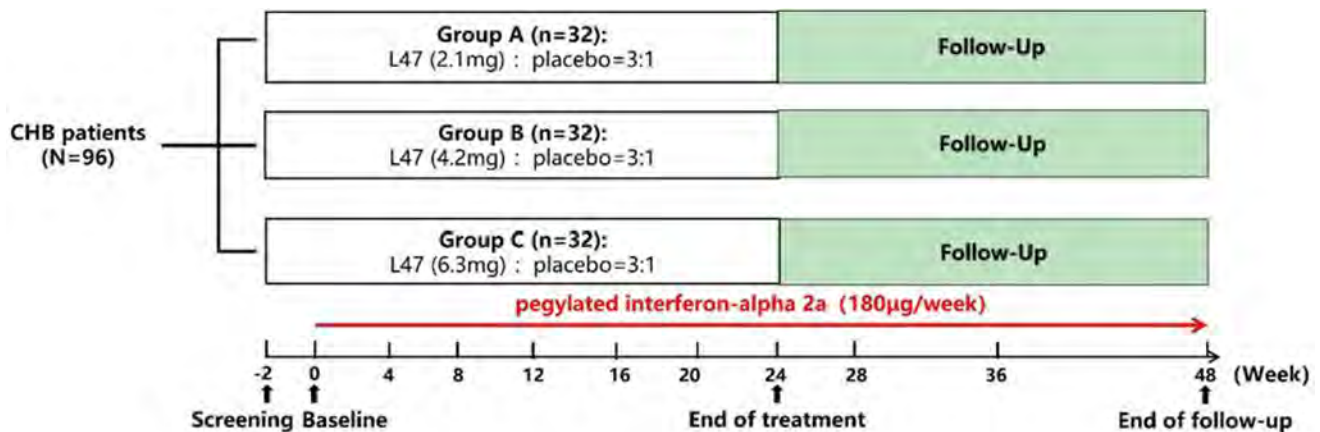 Group A (n=32):
L47 (2.1mg) : placebo=3:1
Follow-Up
CHB patients
(N=96)
Group B (n=32):
L47 (4.2mg) : placebo=3:1
Follow-Up
Group C (n=32):
L47 (6.3mg) : placebo=3:1
Follow-Up
pegylated interferon-alpha 2a (180μg/week)
-2 0 4 8 12 16 20 24 28 36 48 (Week)
Screening Baseline End of treatment End of follow-up